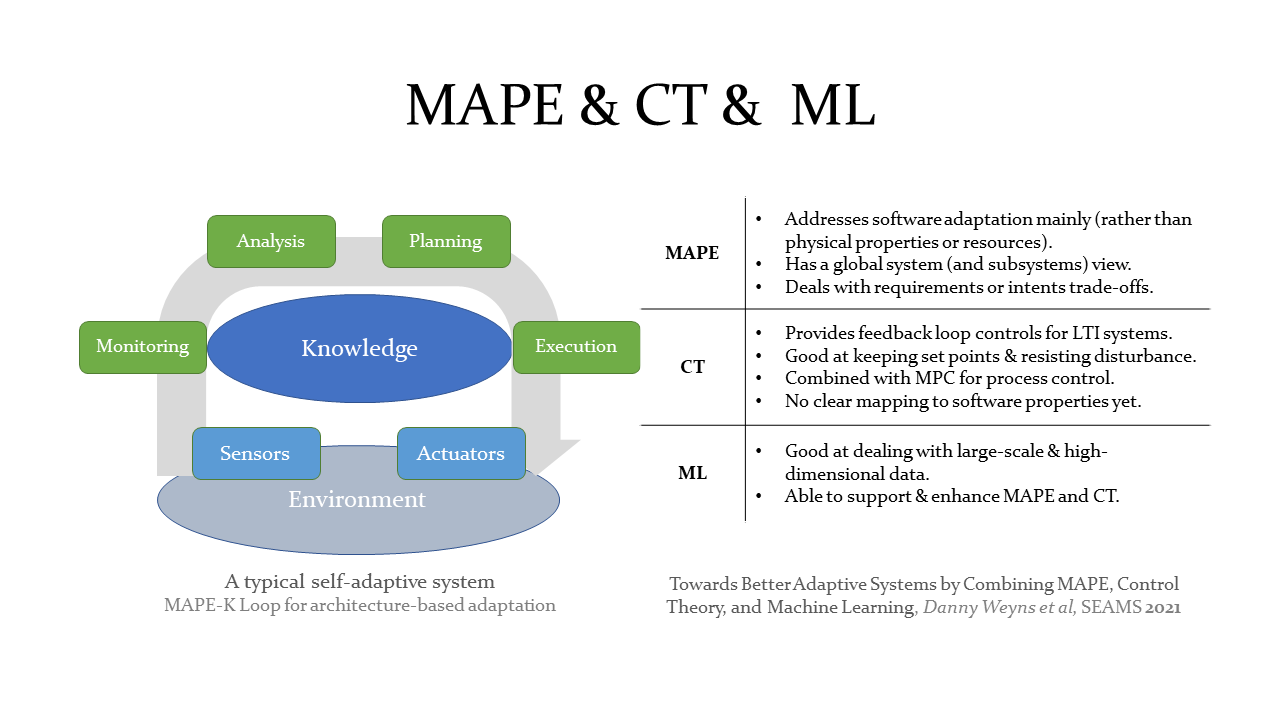 MAPE & CT & ML
Analysis
Planning
Monitoring
Knowledge
Execution
Sensors
Actuators
Environment
A typical self-adaptive system
MAPE-K Loop for architecture-based adaptation
MAPE
• Addresses software adaptation mainly (rather than
physical properties or resources).
• Has a global system (and subsystems) view.
• Deals with requirements or intents trade-offs.
CT
• Provides feedback loop controls for LTI systems.
• Good at keeping set points & resisting disturbance.
• Combined with MPC for process control.
• No clear mapping to software properties yet.
ML
• Good at dealing with large-scale & high-
dimensional data.
• Able to support & enhance MAPE and CT.
Towards Better Adaptive Systems by Combining MAPE, Control
Theory, and Machine Learning, Danny Weyns et al, SEAMS 2021